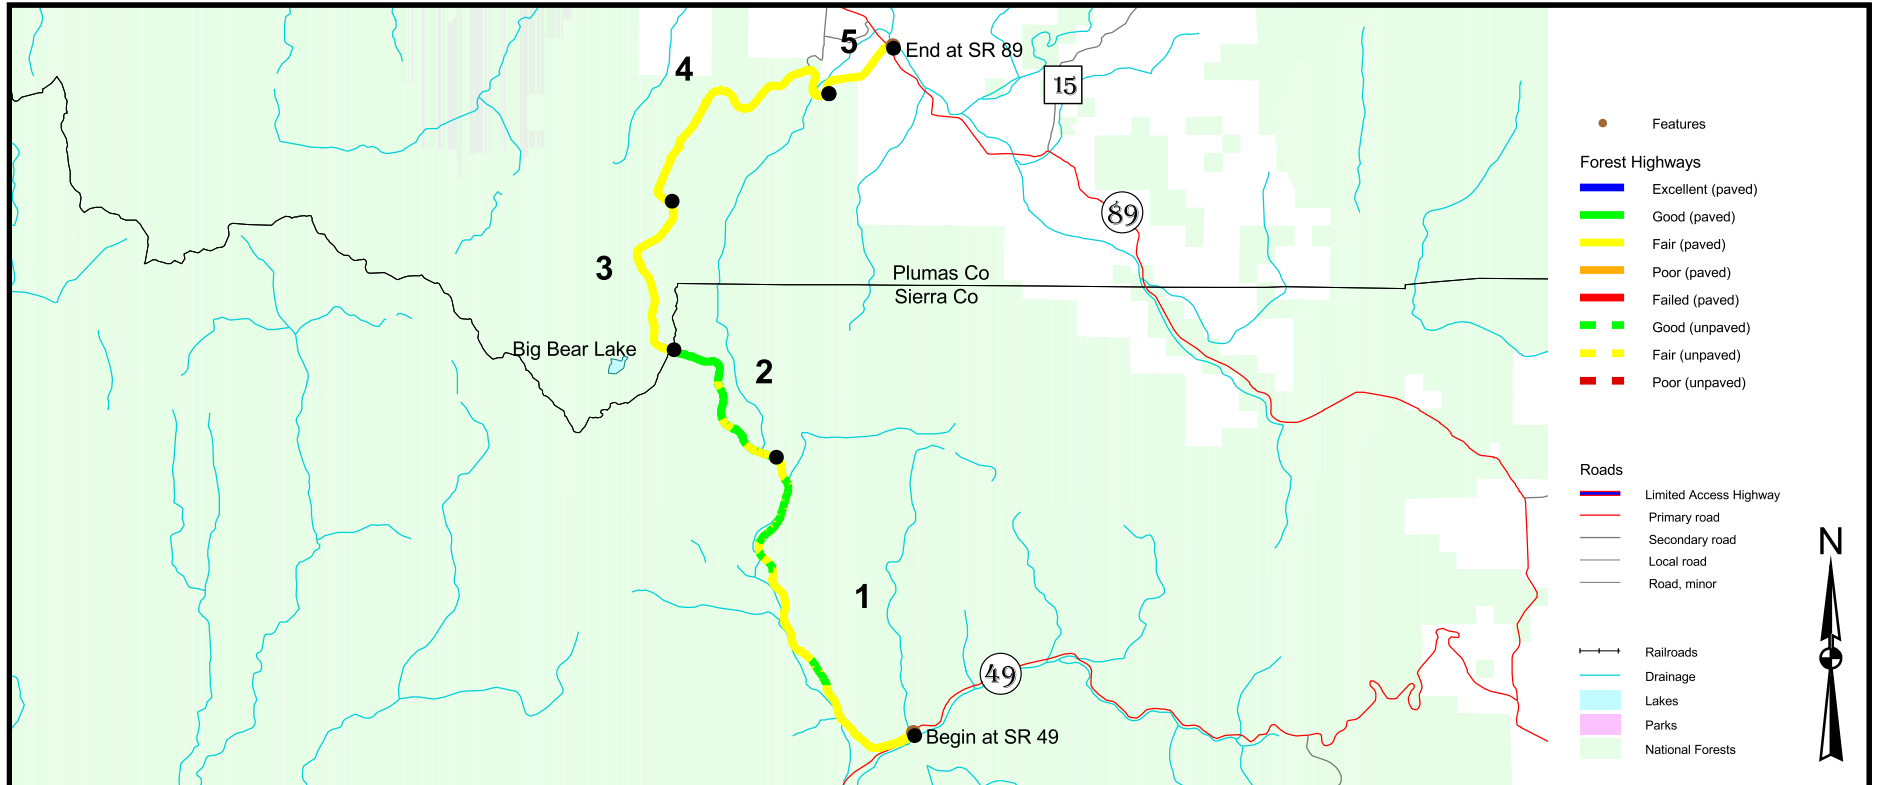 5
End at SR 89
4
15
89
3
Plumas Co
Sierra Co
Big Bear Lake
2
1
49
Begin at SR 49
Features
Forest Highways
Excellent (paved)
Good (paved)
Fair (paved)
Poor (paved)
Failed (paved)
Good (unpaved)
Fair (unpaved)
Poor (unpaved)
Roads
Limited Access Highway
Primary road
Secondary road
Local road
Road, minor
Railroads
Drainage
Lakes
Parks
National Forests
N